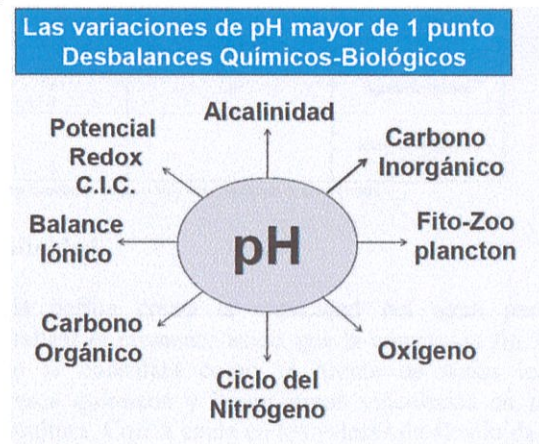 Las variaciones de pH mayor de 1 punto
Desbalances Químicos-Biológicos
Alcalinidad
Potencial
Redox
C.I.C.
Carbono
Inorgánico
Balance
Iónico
pH
Fito-Zoo
plancton
Carbono
Orgánico
Oxígeno
Ciclo del
Nitrógeno